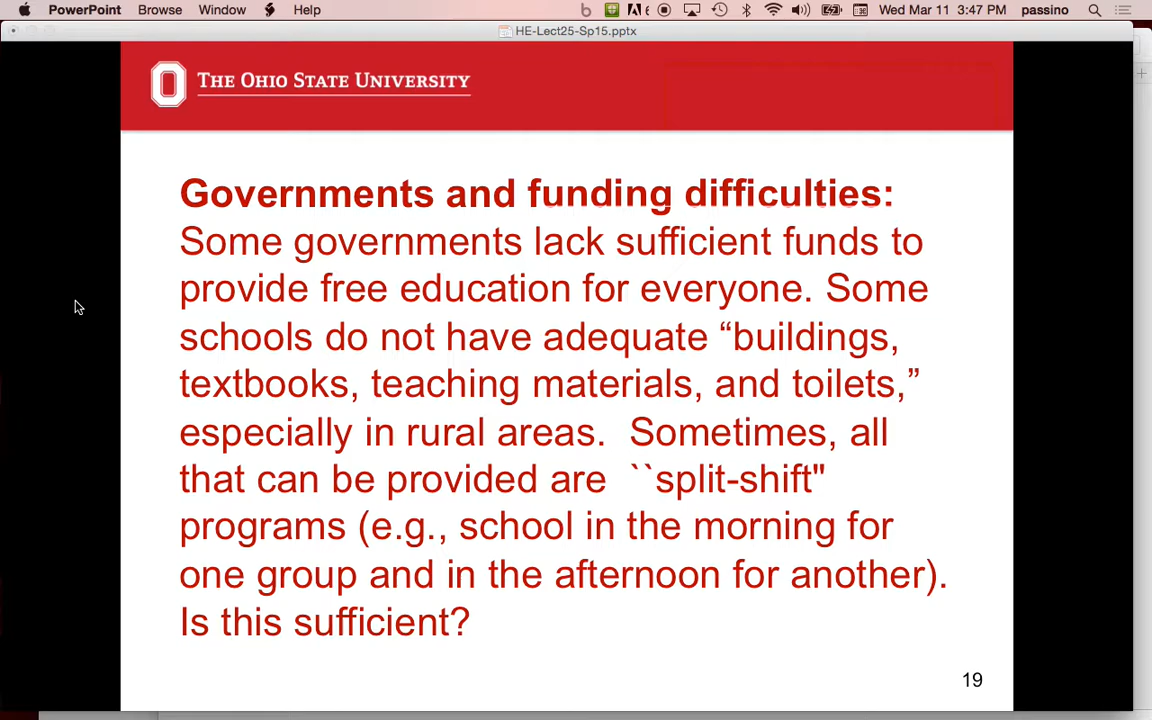 PowerPoint Browse Window Help Wed Mar 11 3:47 PM passino
HE-Lect25-Sp15.pptx
THE OHIO STATE UNIVERSITY
Governments and funding difficulties:
Some governments lack sufficient funds to
provide free education for everyone. Some
schools do not have adequate “buildings,
textbooks, teaching materials, and toilets,”
especially in rural areas.  Sometimes, all
that can be provided are  ``split-shift"
programs (e.g., school in the morning for
one group and in the afternoon for another).
Is this sufficient?
19